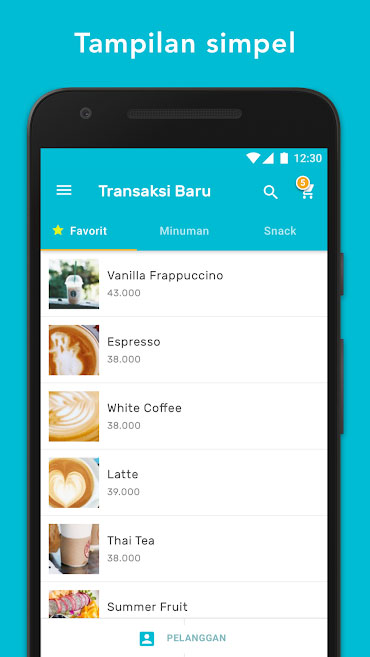 Tampilan simpel
12:30
Transaksi Baru
5
Favorit
Minuman
Snack
Vanilla Frappuccino
43.000
Espresso
38.000
White Coffee
38.000
Latte
39.000
Thai Tea
38.000
Summer Fruit
PELANGGAN